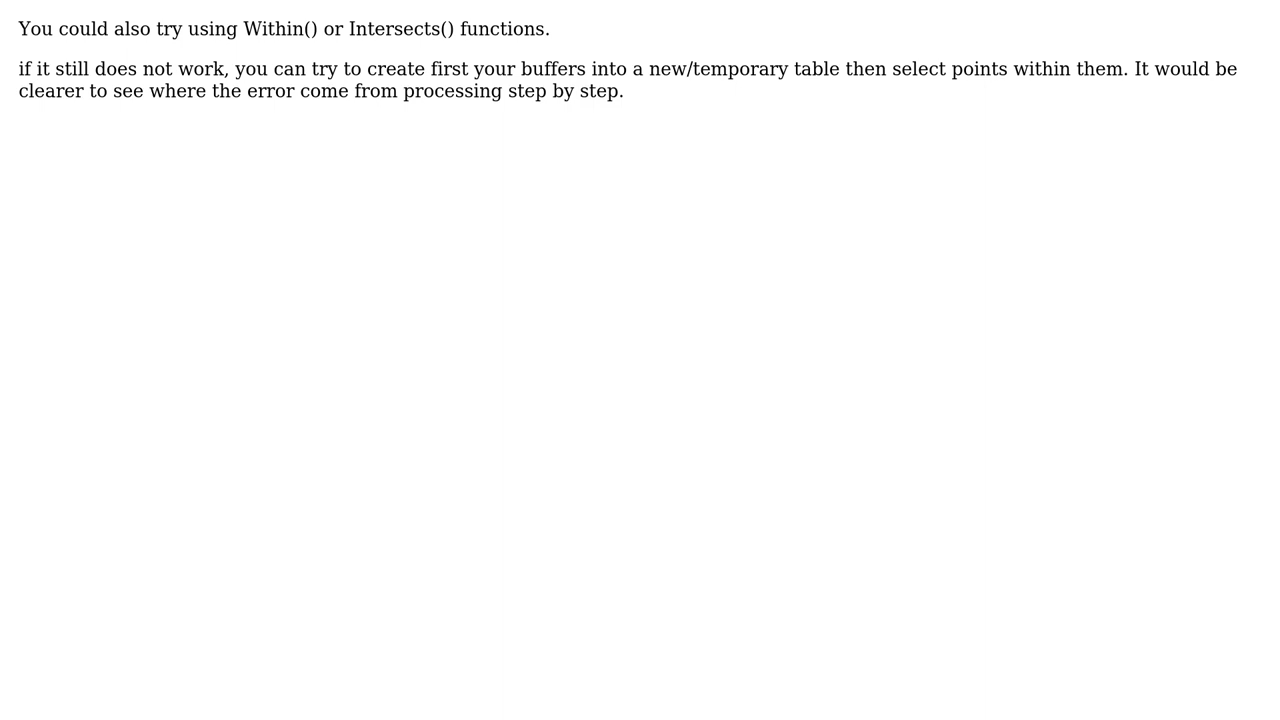 You could also try using Within() or Intersects() functions.
if it still does not work, you can try to create first your buffers into a new/temporary table then select points within them. It would be
clearer to see where the error come from processing step by step.